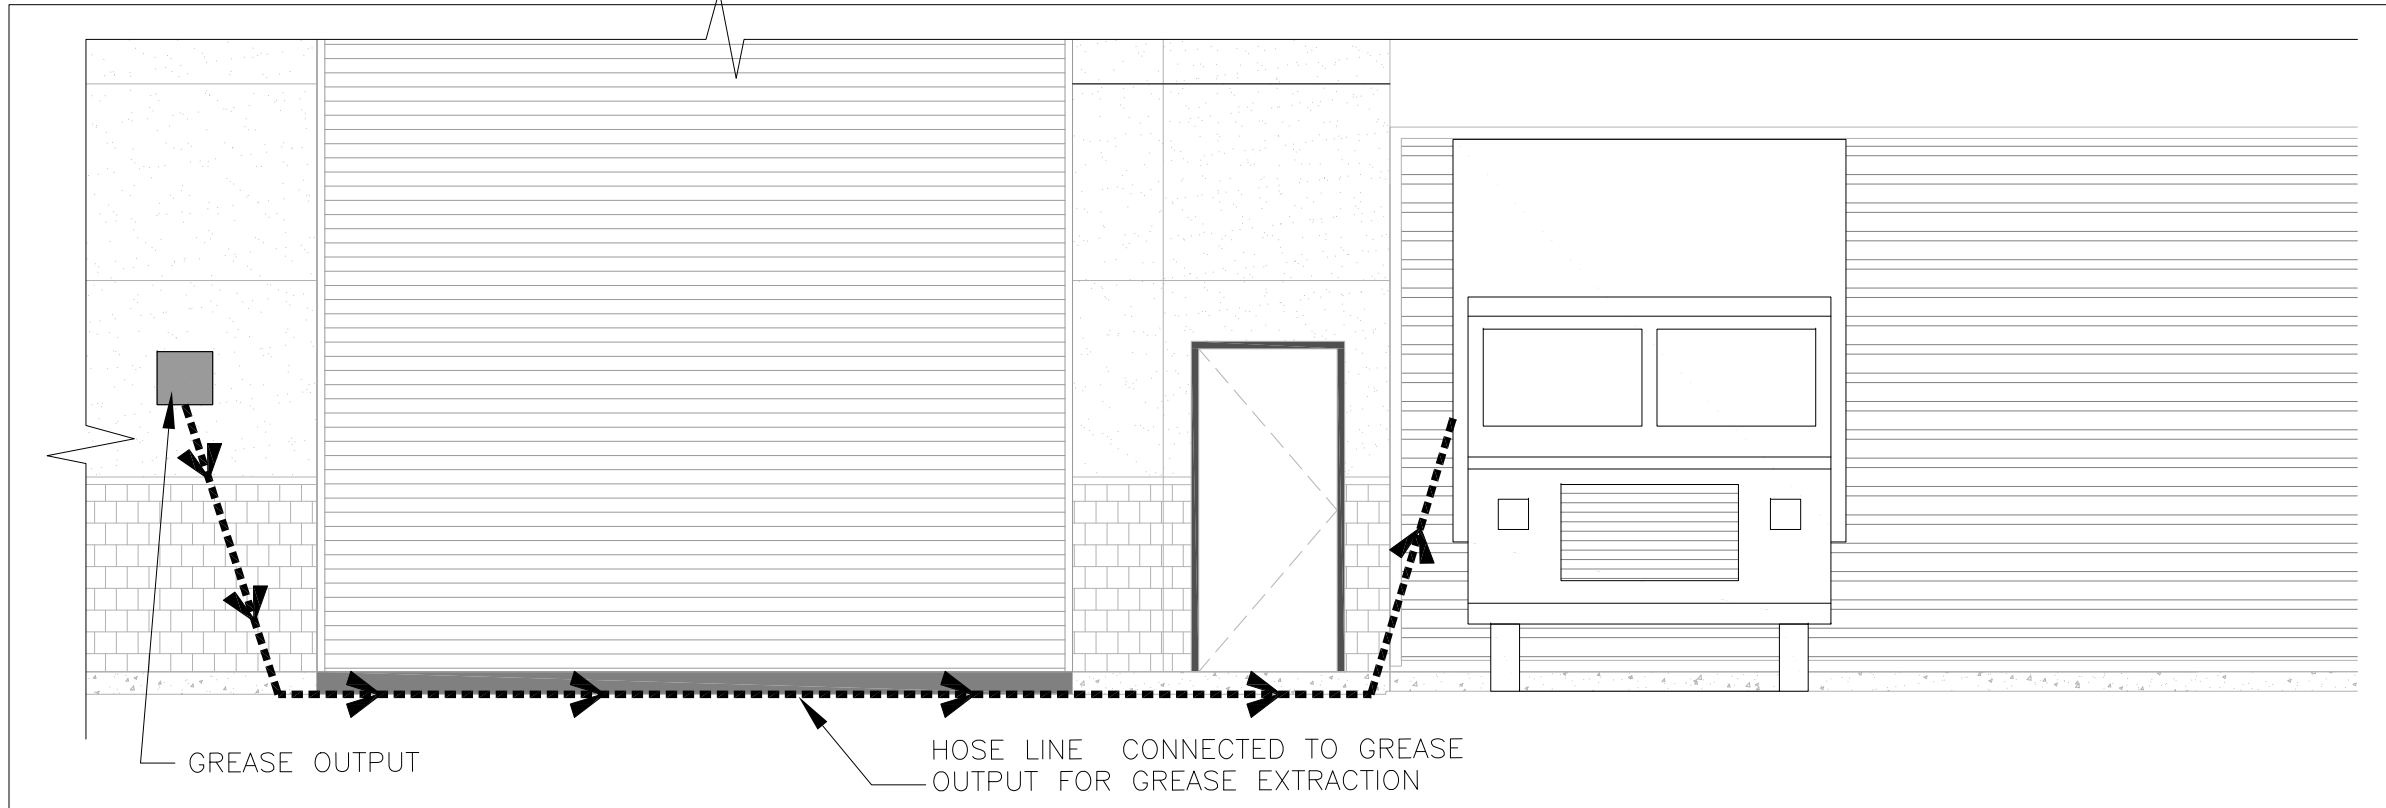 GREASE OUTPUT
HOSE LINE CONNECTED TO GREASE
OUTPUT FOR GREASE EXTRACTION